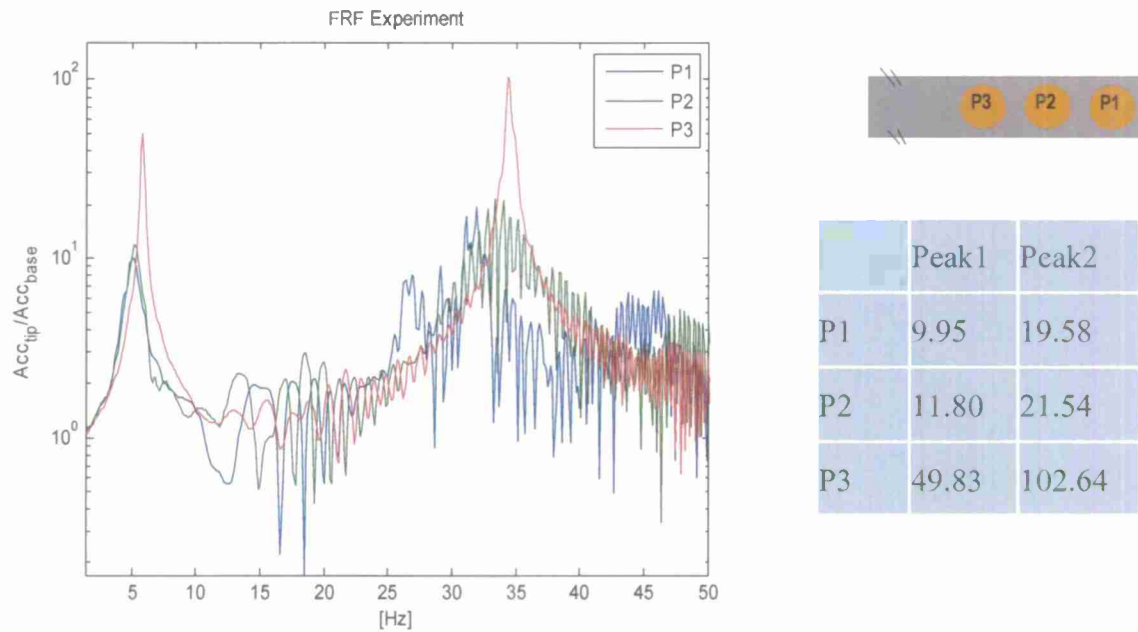 FRF Experiment
10²
10¹
10⁰
Acc_tip/Acc_base
P1
P2
P3
5
10
15
20
25
30
35
40
45
50
[Hz]
P3 P2 P1
Peak1 Pcak2
P1 9.95 19.58
P2 11.80 21.54
P3 49.83 102.64